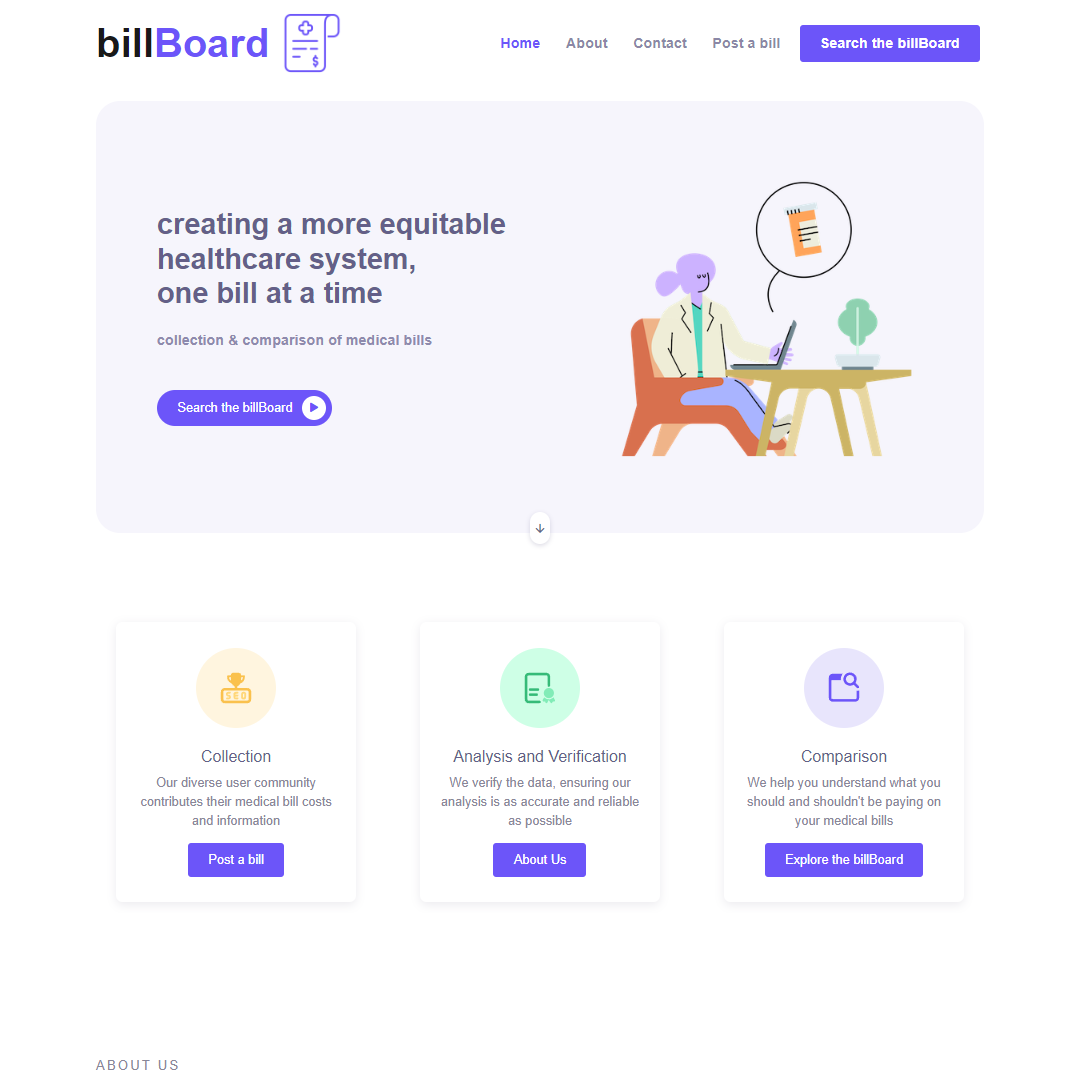 billBoard
Home About Contact Post a bill Search the billBoard
creating a more equitable
healthcare system,
one bill at a time
collection & comparison of medical bills
Search the billBoard
SEO
Collection
Our diverse user community
contributes their medical bill costs
and information
Post a bill
Analysis and Verification
We verify the data, ensuring our
analysis is as accurate and reliable
as possible
About Us
Comparison
We help you understand what you
should and shouldn't be paying on
your medical bills
Explore the billBoard
ABOUT US